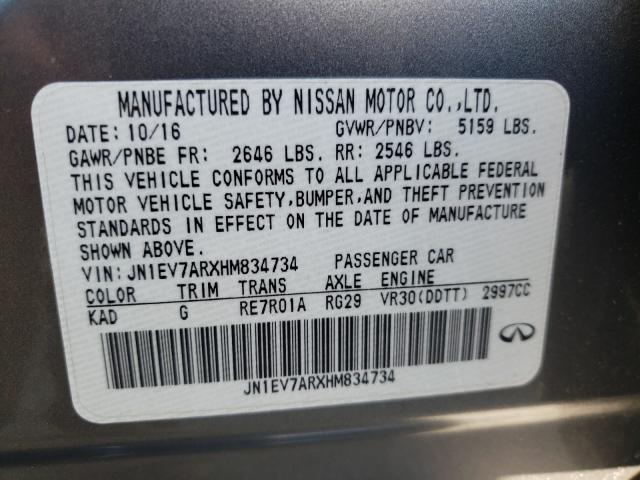 MANUFACTURED BY NISSAN MOTOR CO.,LTD.
DATE: 10/16 GVWR/PNBV: 5159 LBS.
GAWR/PNBE FR: 2646 LBS. RR: 2546 LBS.
THIS VEHICLE CONFORMS TO ALL APPLICABLE FEDERAL
MOTOR VEHICLE SAFETY,BUMPER,AND THEFT PREVENTION
STANDARDS IN EFFECT ON THE DATE OF MANUFACTURE
SHOWN ABOVE.
VIN:JN1EV7ARXHM834734 PASSENGER CAR
COLOR TRIM TRANS AXLE ENGINE
KAD G RE7R01A RG29 VR30(DDTT) 2997CC
JN1EV7ARXHM834734